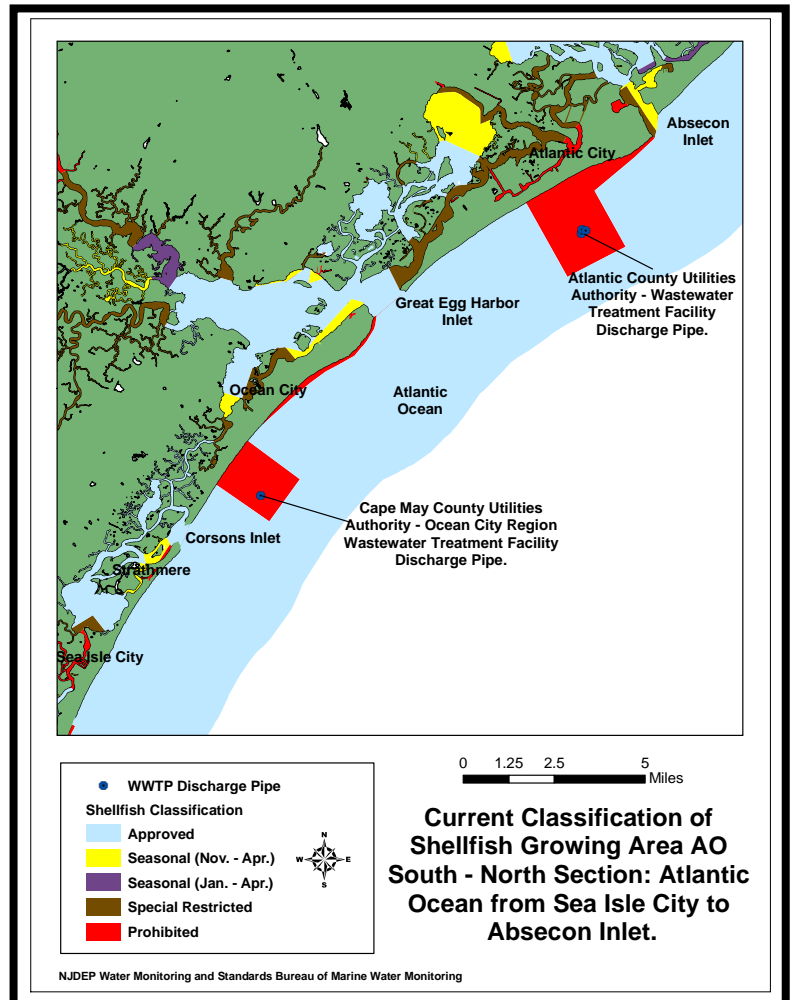 Absecon
Inlet
Atlantic City
Atlantic County Utilities
Authority - Wastewater
Treatment Facility
Discharge Pipe.
Great Egg Harbor
Inlet
Atlantic
Ocean
Ocean City
Cape May County Utilities
Authority - Ocean City Region
Wastewater Treatment Facility
Discharge Pipe.
Corsons Inlet
Strathmere
Sea Isle City
WWTP Discharge Pipe
Shellfish Classification
Approved
Seasonal (Nov. - Apr.)
Seasonal (Jan. - Apr.)
Special Restricted
Prohibited
N
W E
S
0 1.25 2.5 5
Miles
Current Classification of
Shellfish Growing Area AO
South - North Section: Atlantic
Ocean from Sea Isle City to
Absecon Inlet.
NJDEP Water Monitoring and Standards Bureau of Marine Water Monitoring